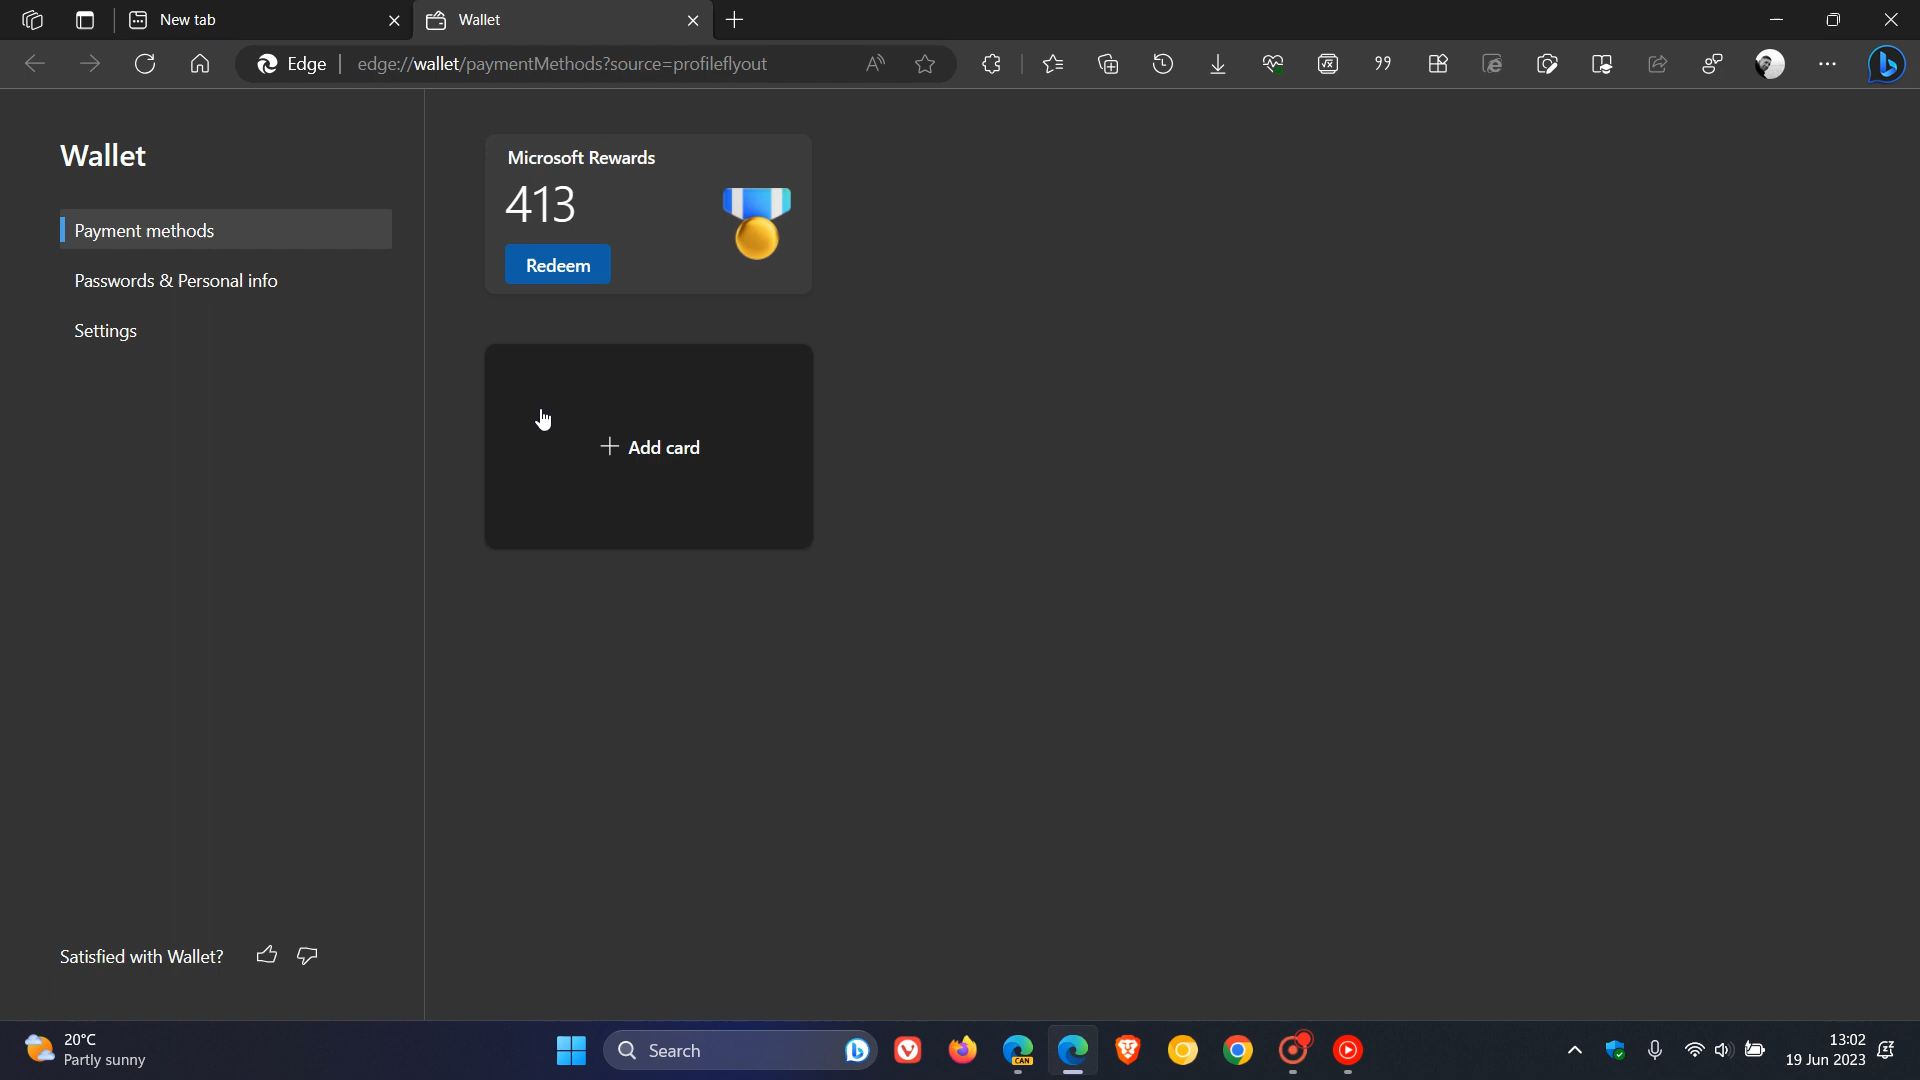 New tab
Wallet
Edge
edge://wallet/paymentMethods?source=profileflyout
Wallet
Payment methods
Passwords & Personal info
Settings
Microsoft Rewards
413
Redeem
Add card
Satisfied with Wallet?
20°C
Partly sunny
Search
CAN
13:02
19 Jun 2023